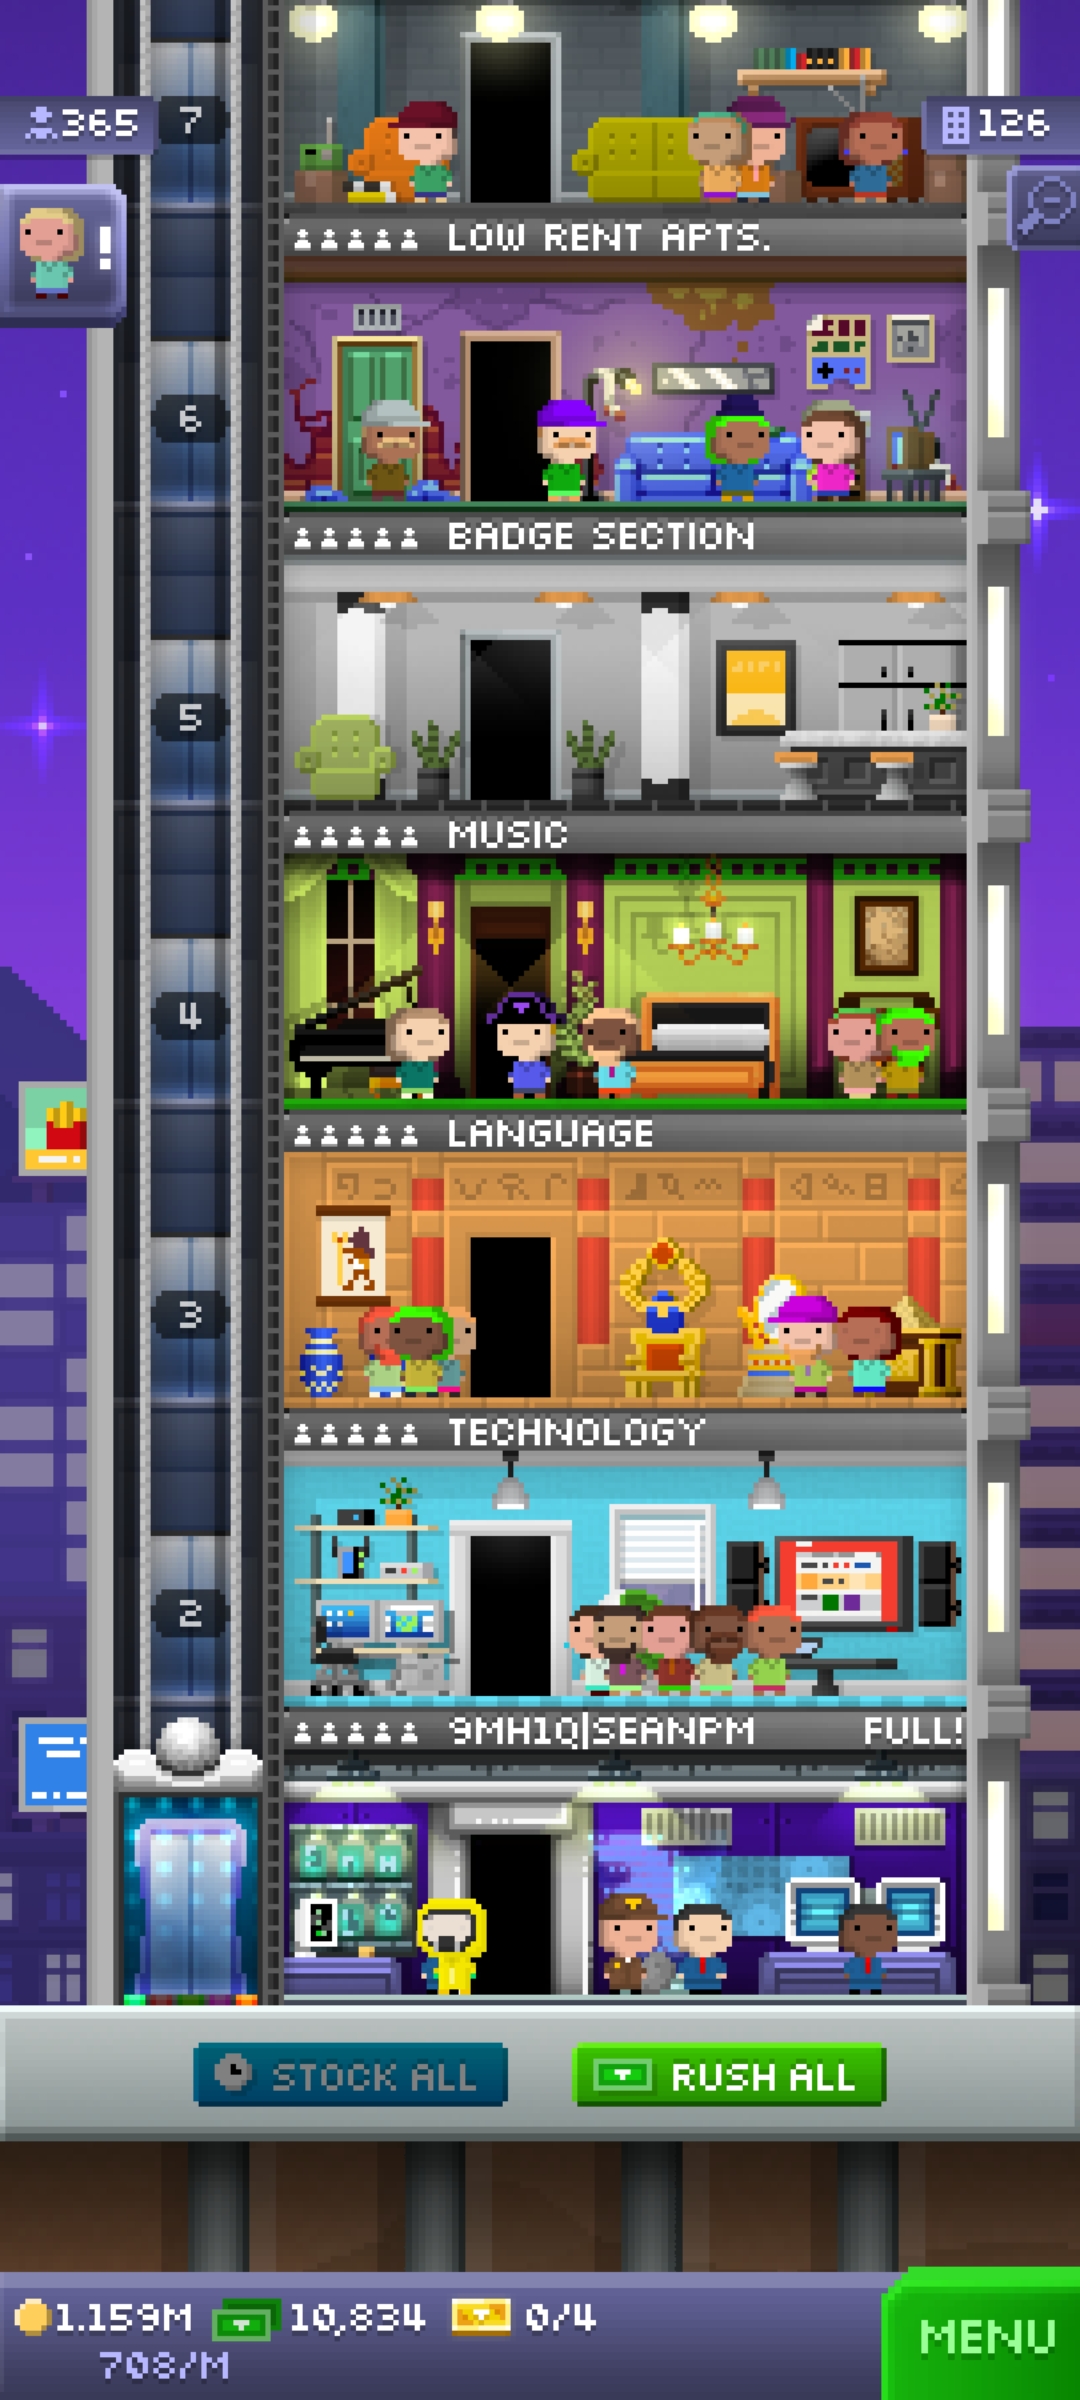 365
7
126
!
LOW RENT APTS.
6
BADGE SECTION
5
MUSIC
4
LANGUAGE
3
TECHNOLOGY
2
9MH1Q|SEANPM FULL!
STOCK ALL
RUSH ALL
1.159M 10,834 0/4
708/M
MENU